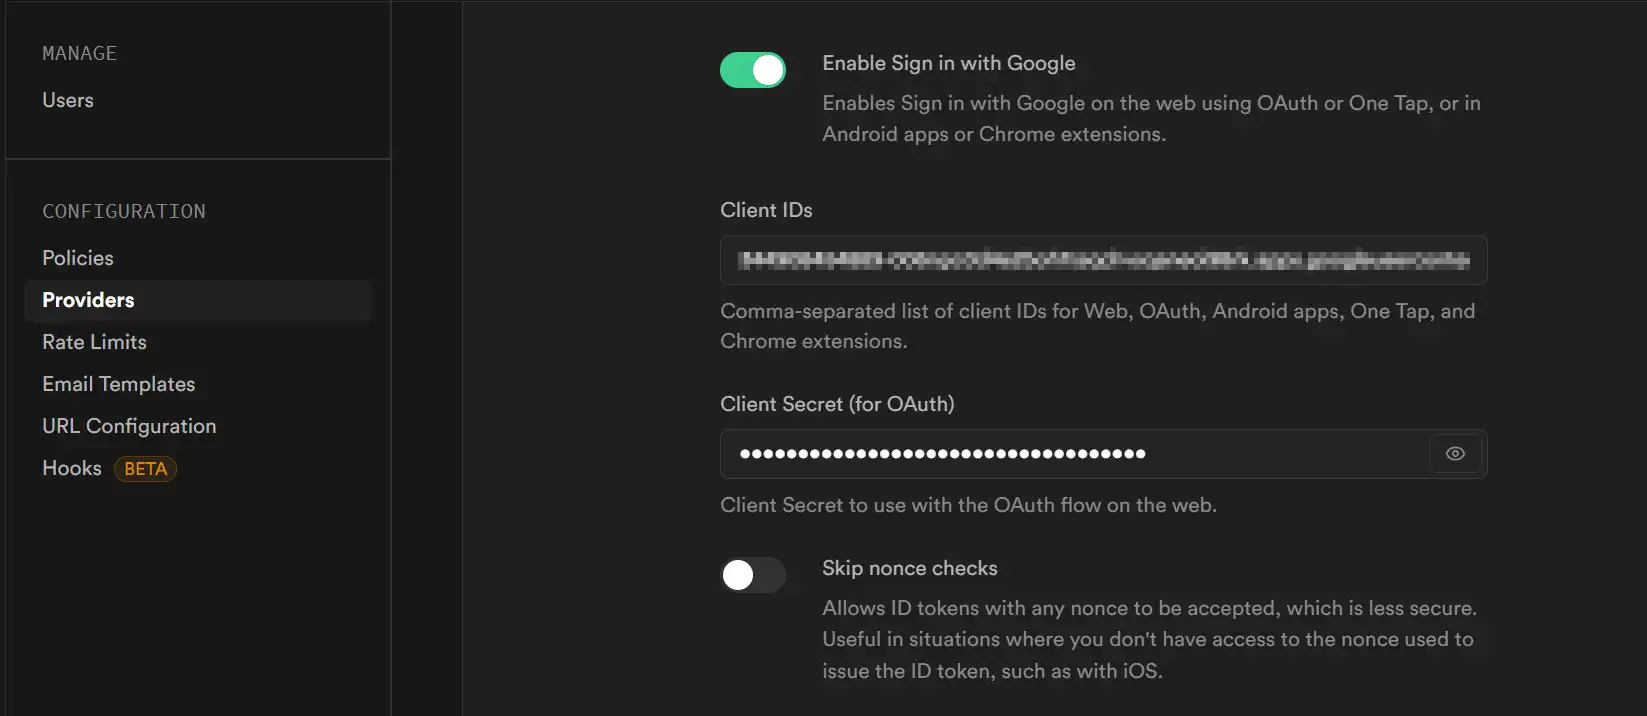 MANAGE
Users
CONFIGURATION
Policies
Providers
Rate Limits
Email Templates
URL Configuration
Hooks BETA
Enable Sign in with Google
Enables Sign in with Google on the web using OAuth or One Tap, or in
Android apps or Chrome extensions.
Client IDs
Comma-separated list of client IDs for Web, OAuth, Android apps, One Tap, and
Chrome extensions.
Client Secret (for OAuth)
Client Secret to use with the OAuth flow on the web.
Skip nonce checks
Allows ID tokens with any nonce to be accepted, which is less secure.
Useful in situations where you don't have access to the nonce used to
issue the ID token, such as with iOS.